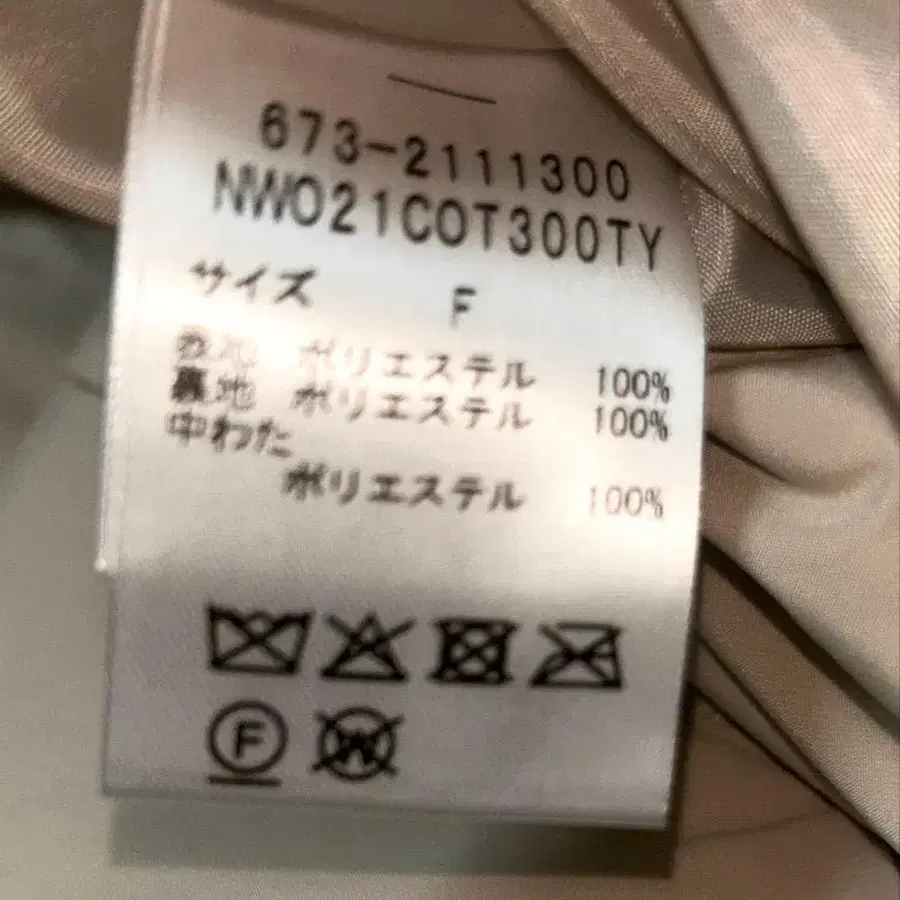 673-2111300
NW021COT300TY
サイズ F
表地 ポリエステル 100%
裏地 ポリエステル 100%
中わた
ポリエステル 100%
F
W